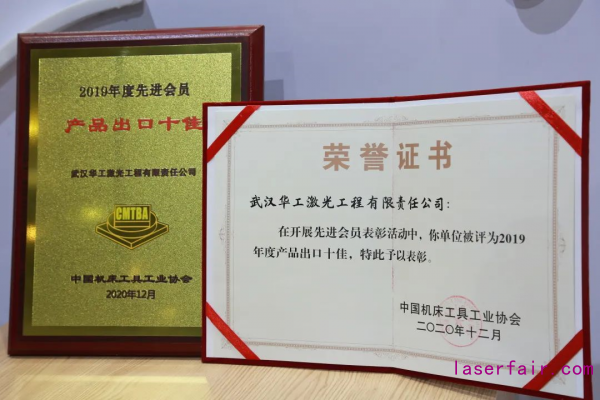 2019年度先进会员
产品出口十佳
武汉华工激光工程有限责任公司
CMTBA
中国机床工具工业协会
2020年12月
荣誉证书
武汉华工激光工程有限责任公司：
在开展先进会员表彰活动中，你单位被评为2019
年度产品出口十佳，特此予以表彰。
中国机床工具工业协会
二〇二〇年十二月
laserfair.com